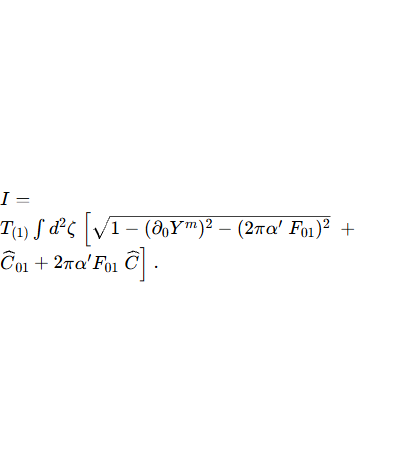 I =
T₍₁₎ ∫ d²ζ [√(1 − (∂₀Yᵐ)² − (2πα′ F₀₁)²) +
Ĉ₀₁ + 2πα′F₀₁ Ĉ] .